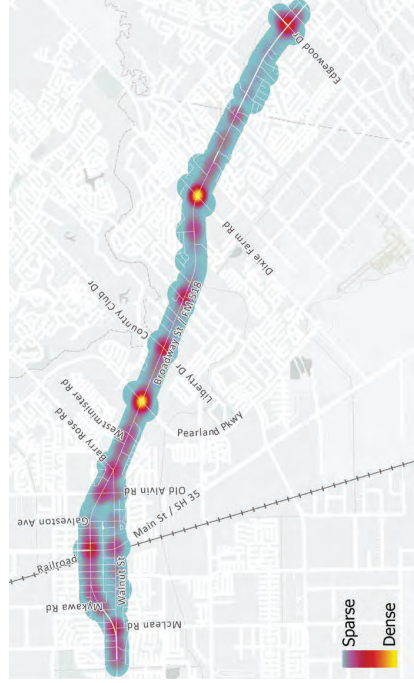 Edgewood Dr
Dixie Farm Rd
Country Club Dr
Broadway St / FM 518
Liberty Dr
Westminister Rd
Pearland Pkwy
Barry Rose Rd
Old Alvin Rd
Galveston Ave
Main St / SH 35
Railroad
Walnut St
Mykawa Rd
McLean Rd
Sparse
Dense